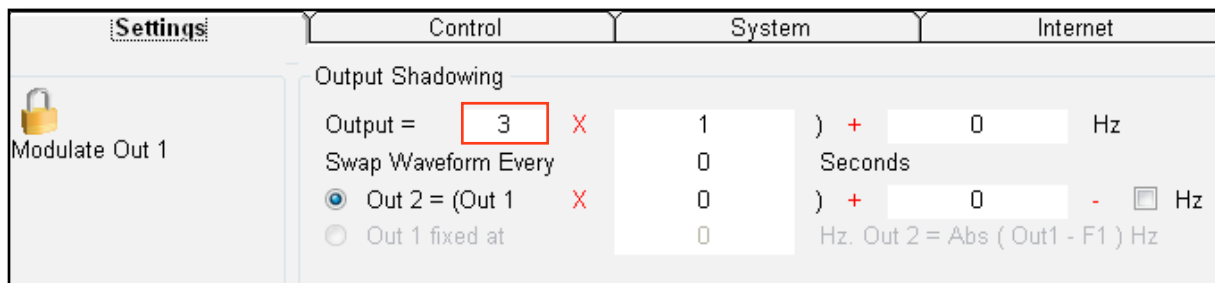 Settings Control System Internet
Output Shadowing
Modulate Out 1
Output = 3 X 1 ) + 0 Hz
Swap Waveform Every 0 Seconds
Out 2 = (Out 1 X 0 ) + 0 - Hz
Out 1 fixed at 0 Hz. Out 2 = Abs ( Out1 - F1 ) Hz